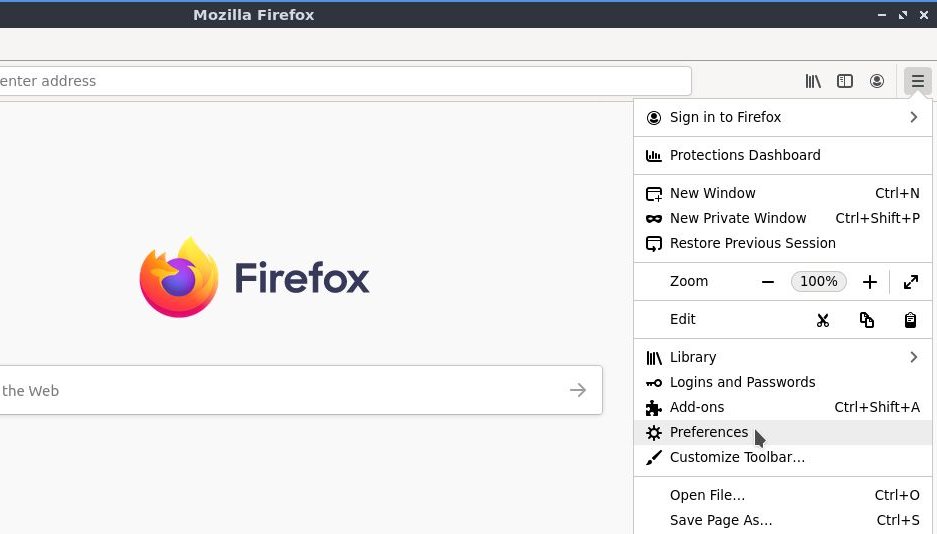 Mozilla Firefox
enter address
Sign in to Firefox
Protections Dashboard
New Window Ctrl+N
New Private Window Ctrl+Shift+P
Restore Previous Session
Zoom 100%
Edit
Firefox
the Web
Library
Logins and Passwords
Add-ons Ctrl+Shift+A
Preferences
Customize Toolbar...
Open File... Ctrl+O
Save Page As... Ctrl+S